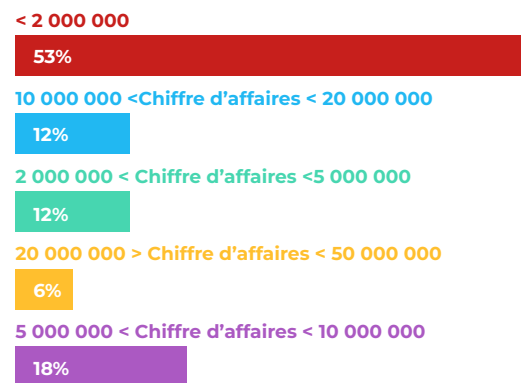 < 2 000 000
53%
10 000 000 <Chiffre d’affaires < 20 000 000
12%
2 000 000 < Chiffre d’affaires <5 000 000
12%
20 000 000 > Chiffre d’affaires < 50 000 000
6%
5 000 000 < Chiffre d’affaires < 10 000 000
18%